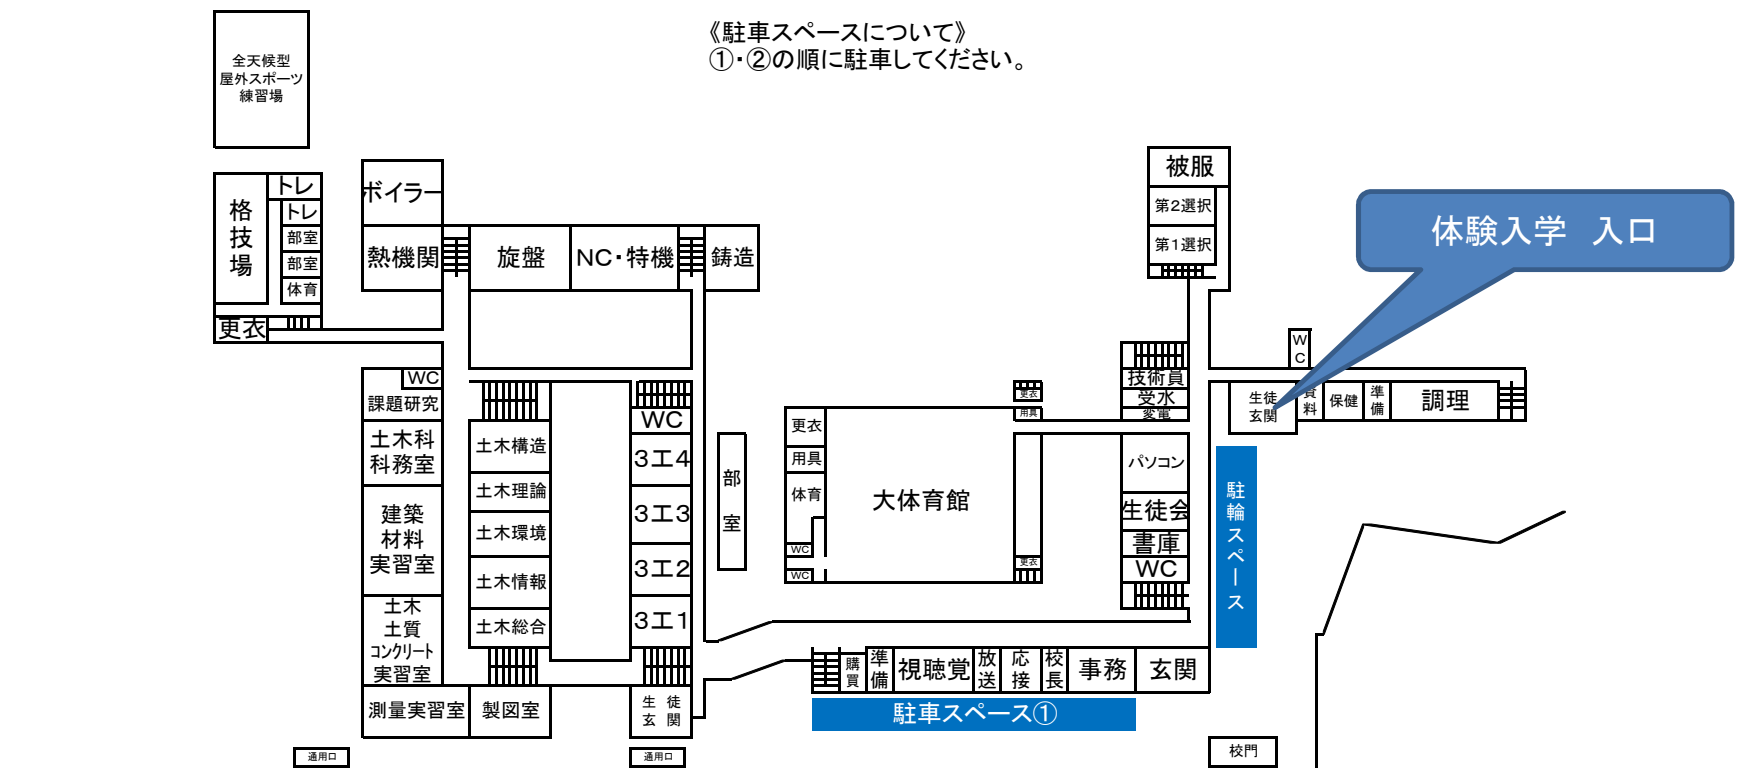 《駐車スペースについて》
①・②の順に駐車してください。
全天候型
屋外スポーツ
練習場
格技場
トレ
トレ
部室
部室
体育
更衣
ボイラー
熱機関
旋盤
NC・特機
鋳造
被服
第2選択
第1選択
体験入学 入口
WC
課題研究
土木科
科務室
建築
材料
実習室
土木
土質
コンクリート
実習室
測量実習室
製図室
土木構造
土木理論
土木環境
土木情報
土木総合
WC
3工4
3工3
3工2
3工1
生徒
玄関
部室
更衣
用具
体育
WC
WC
大体育館
更衣
用具
更衣
技術員
受水
変電
パソコン
生徒会
書庫
WC
WC
生徒
玄関
資料
保健
準備
調理
駐輪スペース
購買
準備
視聴覚
放送
応接
校長
事務
玄関
駐車スペース①
通用口
通用口
校門